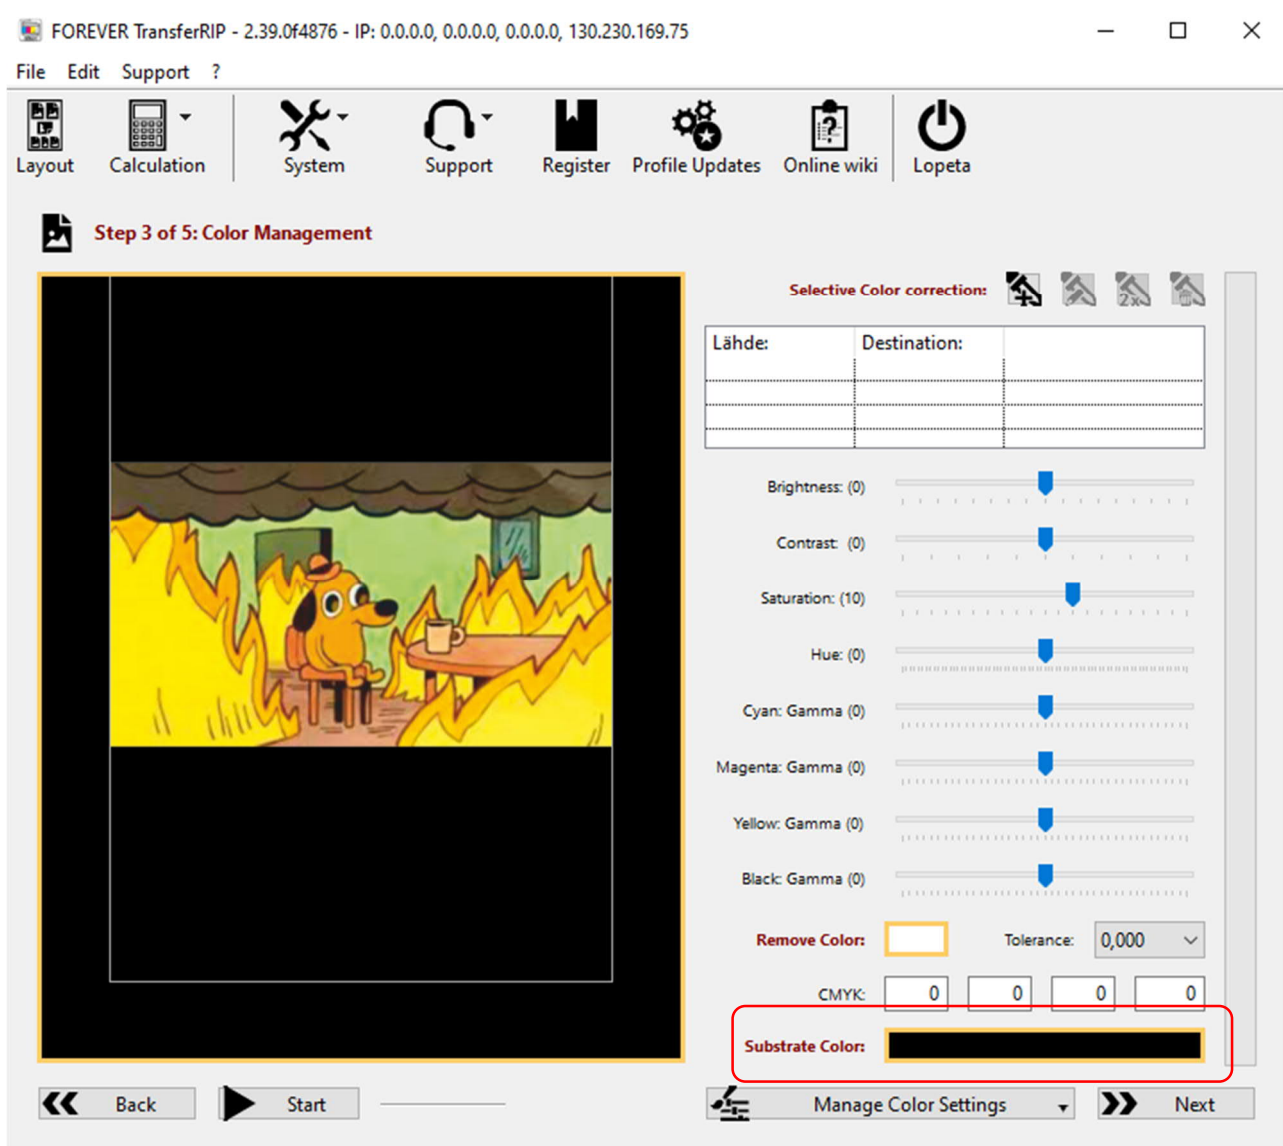 FOREVER TransferRIP - 2.39.0f4876 - IP: 0.0.0.0, 0.0.0.0, 0.0.0.0, 130.230.169.75
File Edit Support ?
Layout Calculation System Support Register Profile Updates Online wiki Lopeta
Step 3 of 5: Color Management
Selective Color correction:
2x
Lähde: Destination:
Brightness: (0)
Contrast: (0)
Saturation: (10)
Hue: (0)
Cyan: Gamma (0)
Magenta: Gamma (0)
Yellow: Gamma (0)
Black: Gamma (0)
Remove Color: Tolerance: 0,000
CMYK: 0 0 0 0
Substrate Color:
Back Start Manage Color Settings Next